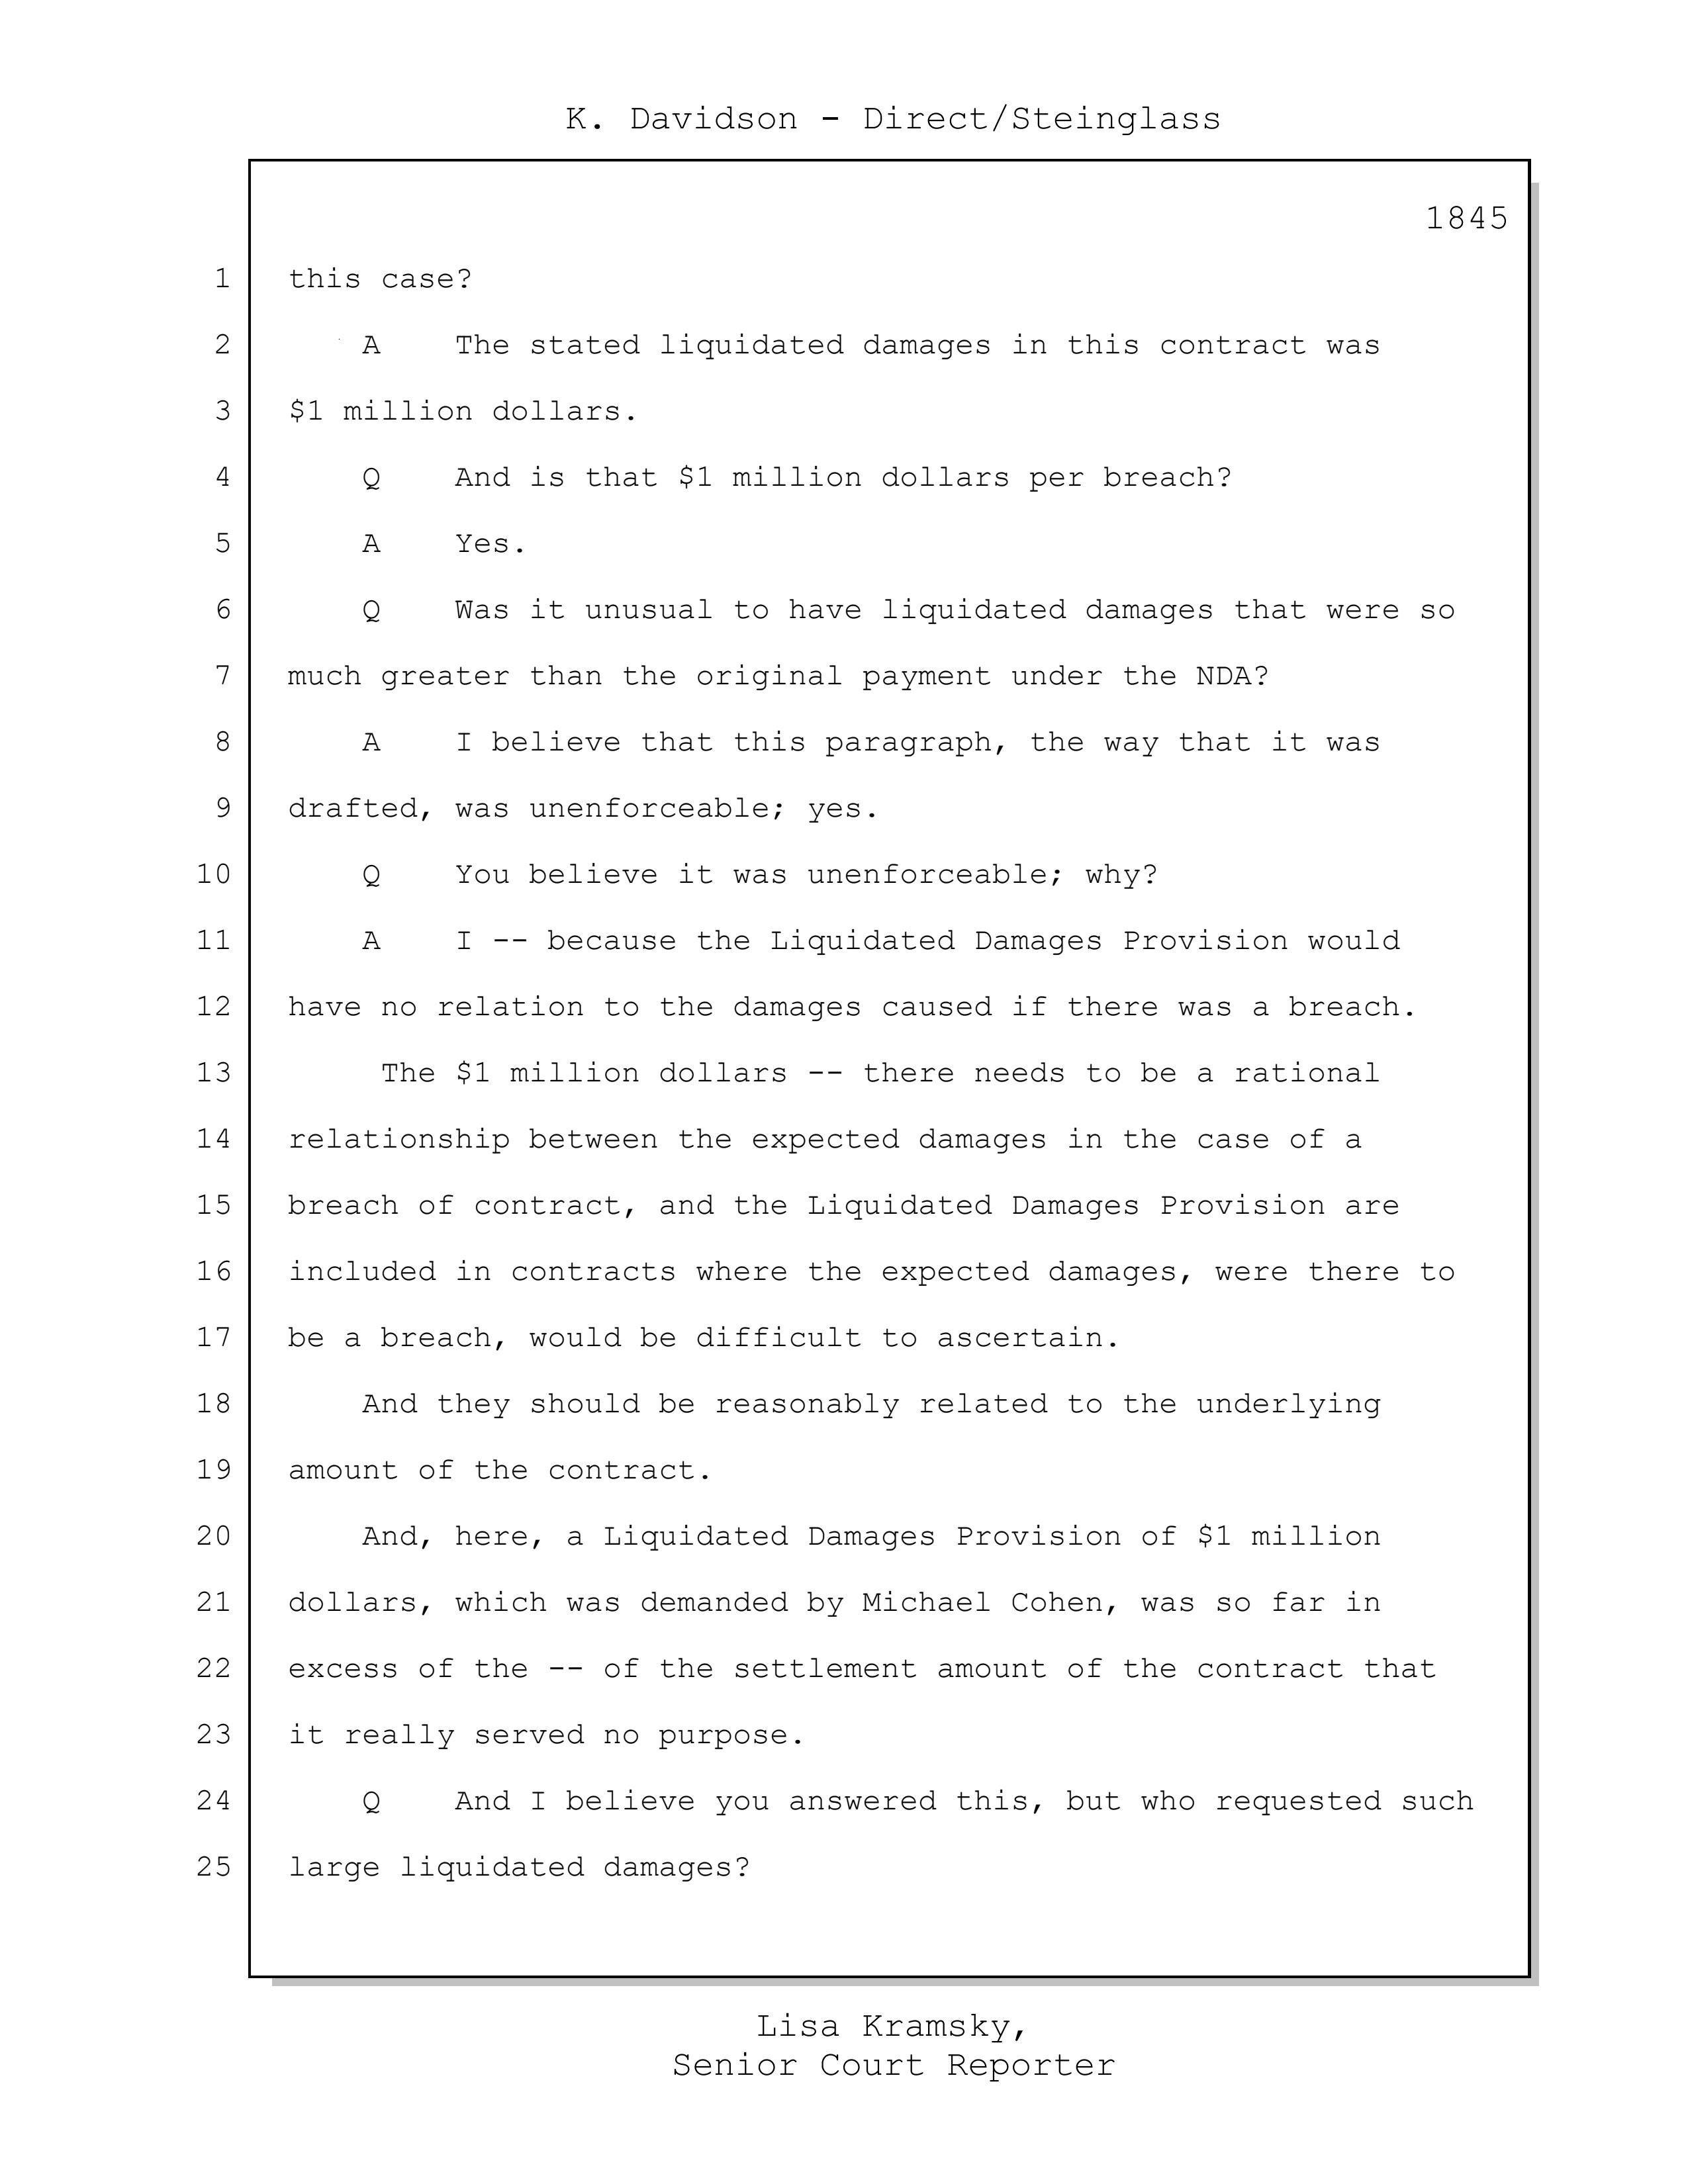 K. Davidson - Direct/Steinglass
1845
1 this case?
2 A The stated liquidated damages in this contract was
3 $1 million dollars.
4 Q And is that $1 million dollars per breach?
5 A Yes.
6 Q Was it unusual to have liquidated damages that were so
7 much greater than the original payment under the NDA?
8 A I believe that this paragraph, the way that it was
9 drafted, was unenforceable; yes.
10 Q You believe it was unenforceable; why?
11 A I -- because the Liquidated Damages Provision would
12 have no relation to the damages caused if there was a breach.
13 The $1 million dollars -- there needs to be a rational
14 relationship between the expected damages in the case of a
15 breach of contract, and the Liquidated Damages Provision are
16 included in contracts where the expected damages, were there to
17 be a breach, would be difficult to ascertain.
18 And they should be reasonably related to the underlying
19 amount of the contract.
20 And, here, a Liquidated Damages Provision of $1 million
21 dollars, which was demanded by Michael Cohen, was so far in
22 excess of the -- of the settlement amount of the contract that
23 it really served no purpose.
24 Q And I believe you answered this, but who requested such
25 large liquidated damages?
Lisa Kramsky,
Senior Court Reporter